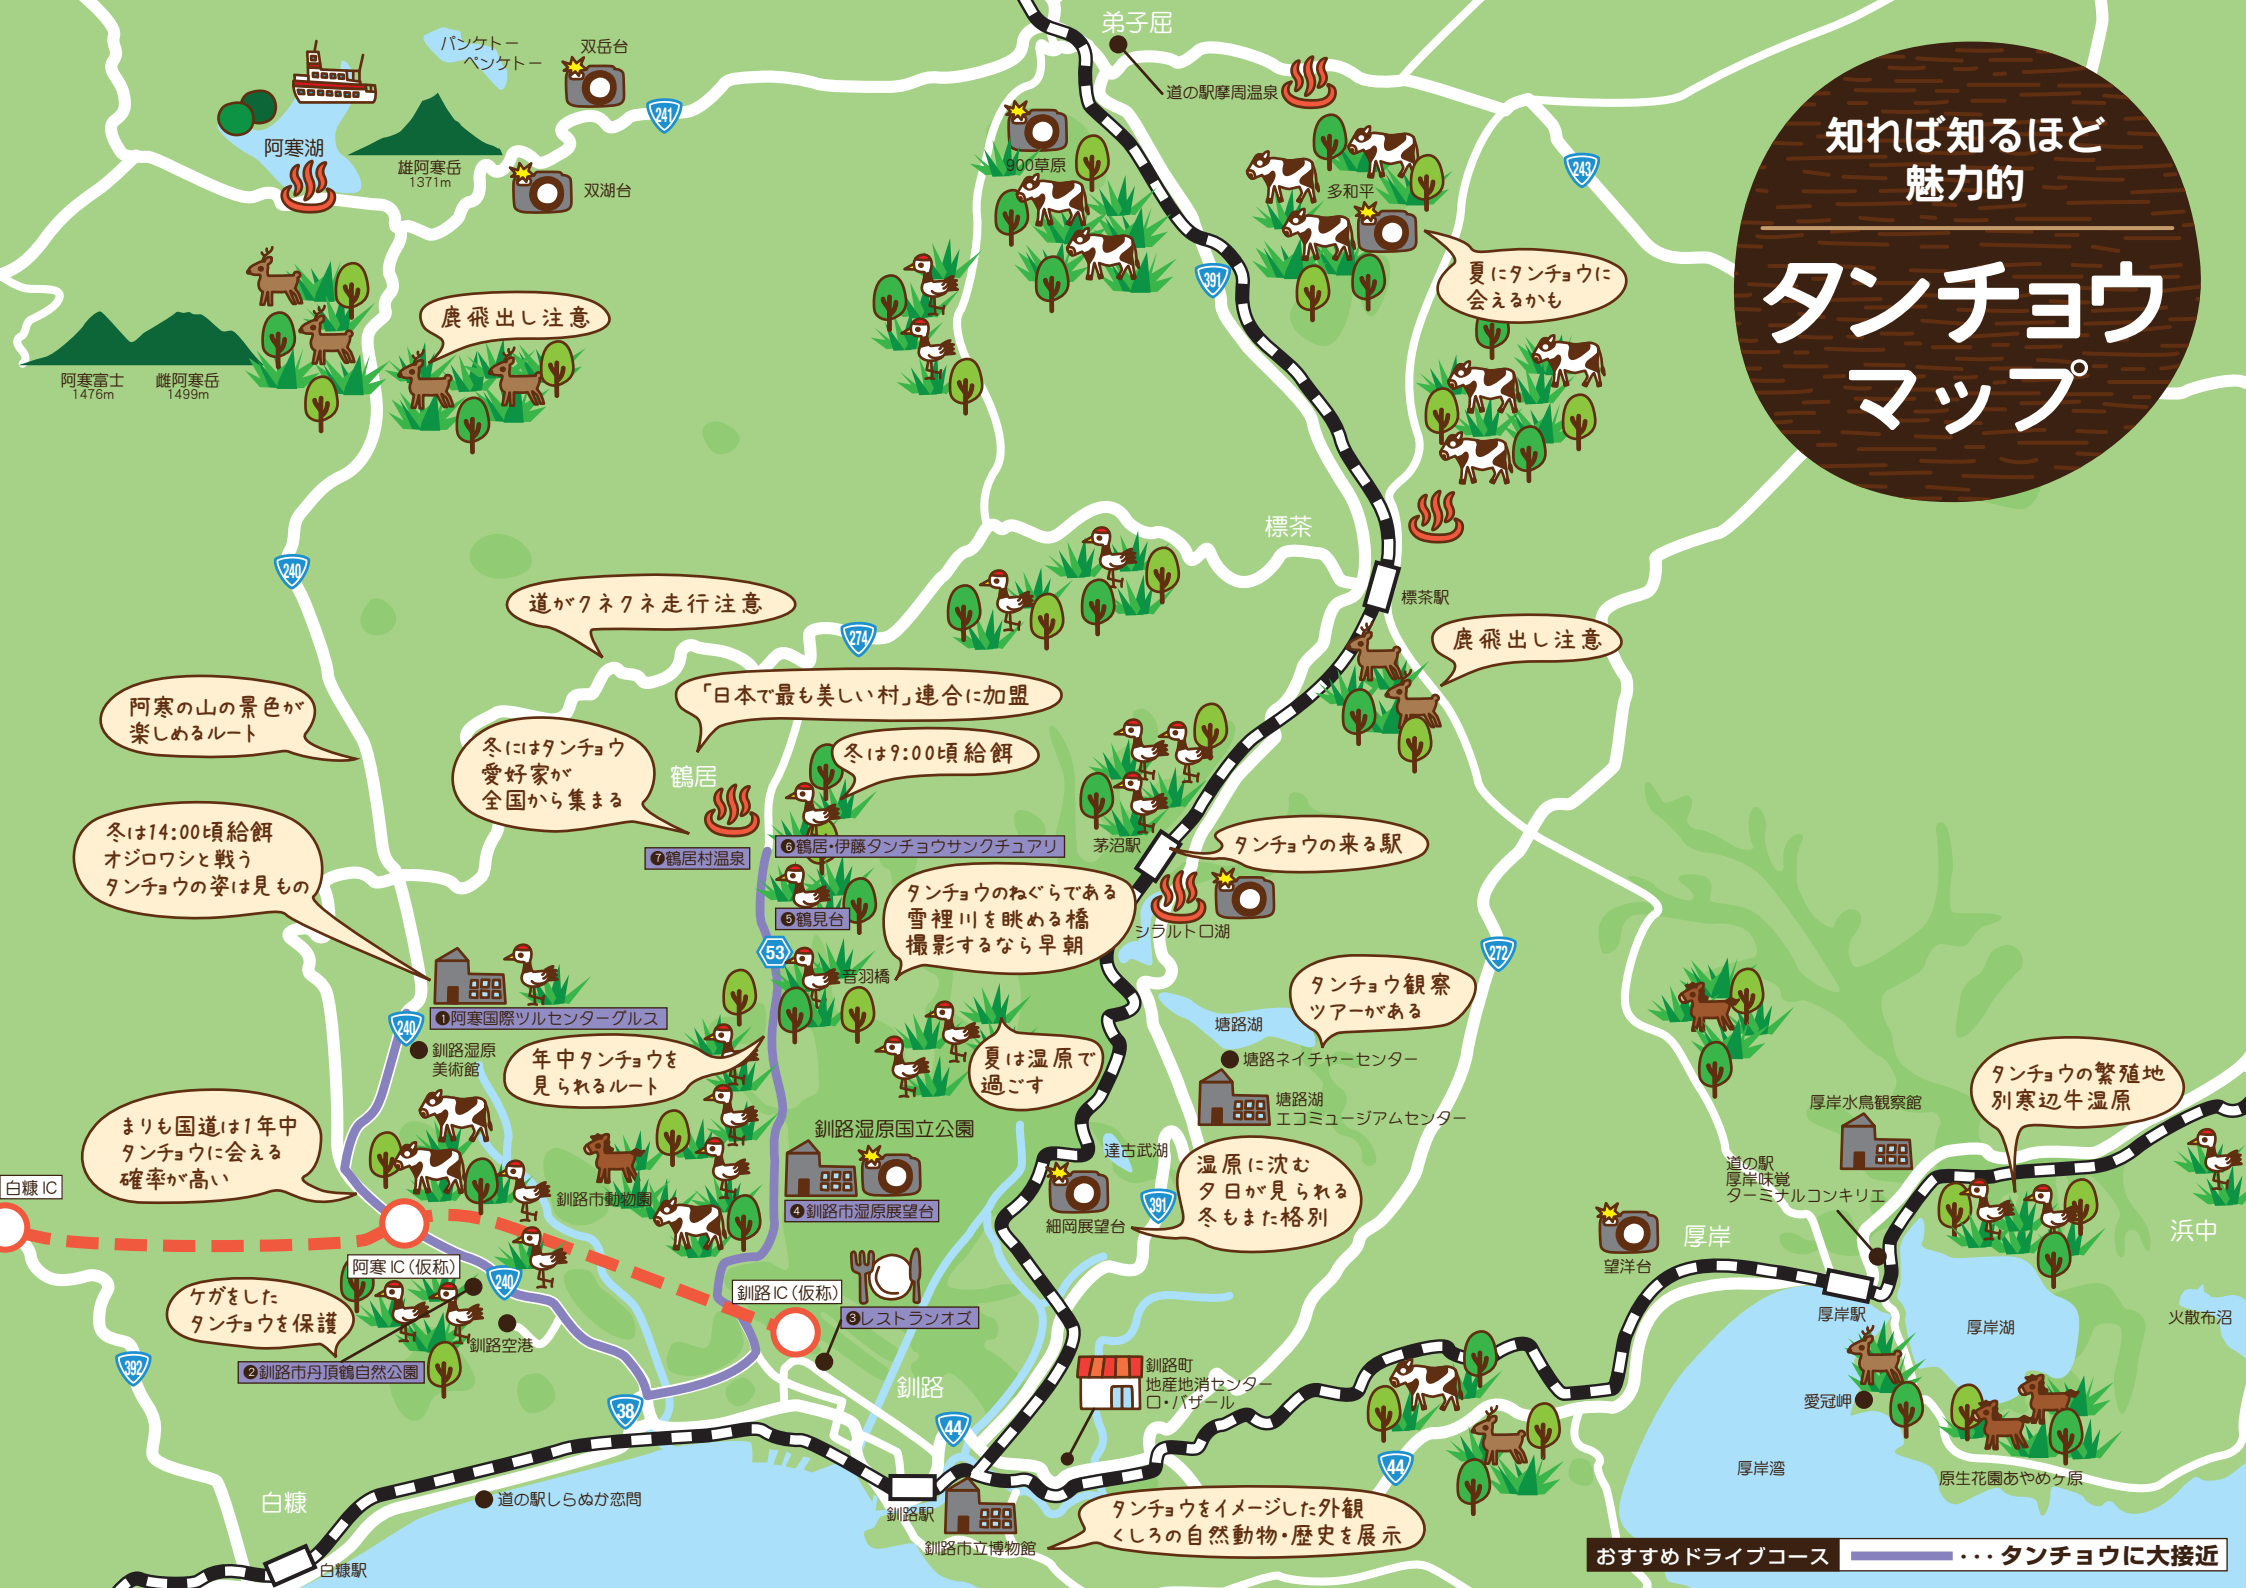 知れば知るほど
魅力的
タンチョウ
マップ
弟子屈
パンケトー
ペンケトー
双岳台
241
道の駅摩周温泉
阿寒湖
雄阿寒岳
1371m
双湖台
900草原
多和平
243
391
夏にタンチョウに
会えるかも
鹿飛出し注意
阿寒富士
1476m
雌阿寒岳
1499m
240
標茶
標茶駅
道がクネクネ走行注意
274
鹿飛出し注意
阿寒の山の景色が
楽しめるルート
「日本で最も美しい村」連合に加盟
冬にはタンチョウ
愛好家が
全国から集まる
鶴居
冬は9:00頃給餌
冬は14:00頃給餌
オジロワシと戦う
タンチョウの姿は見もの
❼鶴居村温泉
❻鶴居・伊藤タンチョウサンクチュアリ
茅沼駅
タンチョウの来る駅
❺鶴見台
タンチョウのねぐらである
雪裡川を眺める橋
撮影するなら早朝
シラルトロ湖
53
音羽橋
272
❶阿寒国際ツルセンターグルス
240
釧路湿原
美術館
年中タンチョウを
見られるルート
夏は湿原で
過ごす
タンチョウ観察
ツアーがある
塘路湖
塘路ネイチャーセンター
塘路湖
エコミュージアムセンター
タンチョウの繁殖地
別寒辺牛湿原
厚岸水鳥観察館
まりも国道は1年中
タンチョウに会える
確率が高い
釧路湿原国立公園
達古武湖
湿原に沈む
夕日が見られる
冬もまた格別
道の駅
厚岸味覚
ターミナルコンキリエ
白糠IC
釧路市動物園
❹釧路市湿原展望台
細岡展望台
391
望洋台
厚岸
浜中
阿寒IC（仮称）
240
釧路IC（仮称）
❸レストランオズ
ケガをした
タンチョウを保護
釧路空港
厚岸駅
厚岸湖
火散布沼
392
❷釧路市丹頂鶴自然公園
釧路町
地産地消センター
ロ・バザール
釧路
38
44
愛冠岬
44
厚岸湾
原生花園あやめヶ原
白糠
道の駅しらぬか恋問
釧路駅
タンチョウをイメージした外観
くしろの自然動物・歴史を展示
釧路市立博物館
白糠駅
おすすめドライブコース
･･･タンチョウに大接近